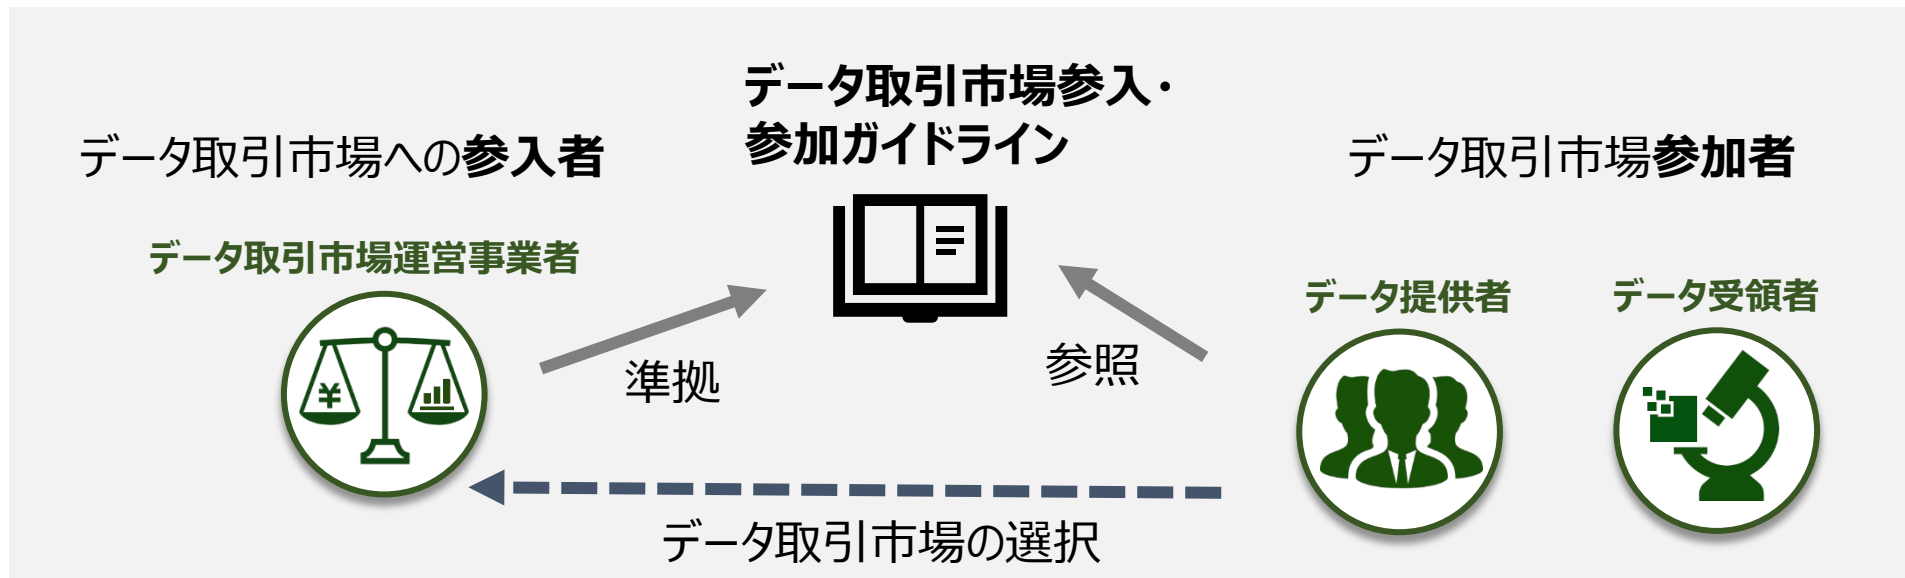 データ取引市場参入・
参加ガイドライン
データ取引市場への参入者
データ取引市場参加者
データ取引市場運営事業者
データ提供者
データ受領者
¥
準拠
参照
データ取引市場の選択